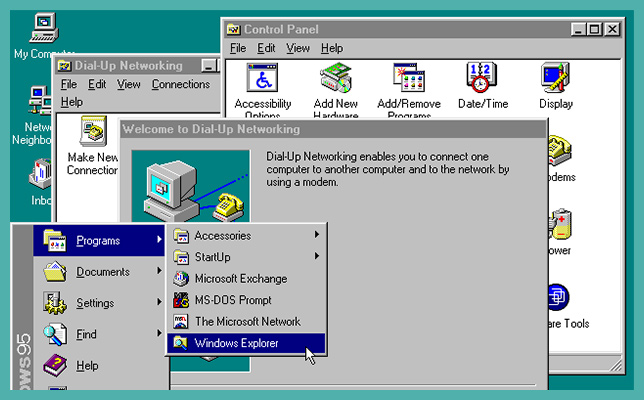 My Computer
Control Panel
File Edit View Help
Accessibility
Options
Add New
Hardware
Add/Remove
Programs
Date/Time
Display
Dial-Up Networking
File Edit View Connections
Help
Make New
Connection
Welcome to Dial-Up Networking
Dial-Up Networking enables you to connect one
computer to another computer and to the network by
using a modem.
Programs
Documents
Settings
Find
Help
Accessories
StartUp
Microsoft Exchange
MS-DOS Prompt
The Microsoft Network
Windows Explorer
Netw
Neighbor
Inbo
odems
ower
are Tools
ows95